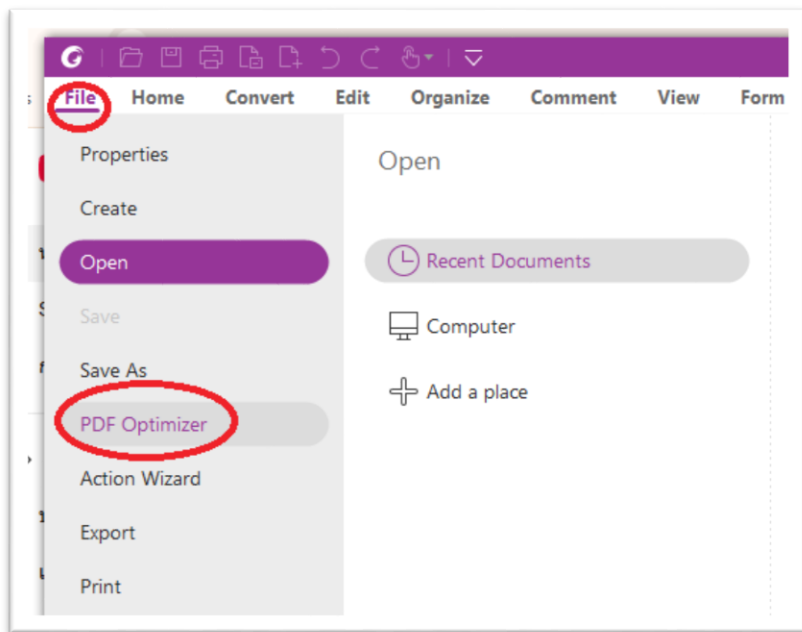 File Home Convert Edit Organize Comment View Form
Properties
Open
Create
Open
Recent Documents
Save
Computer
Save As
Add a place
PDF Optimizer
Action Wizard
Export
Print